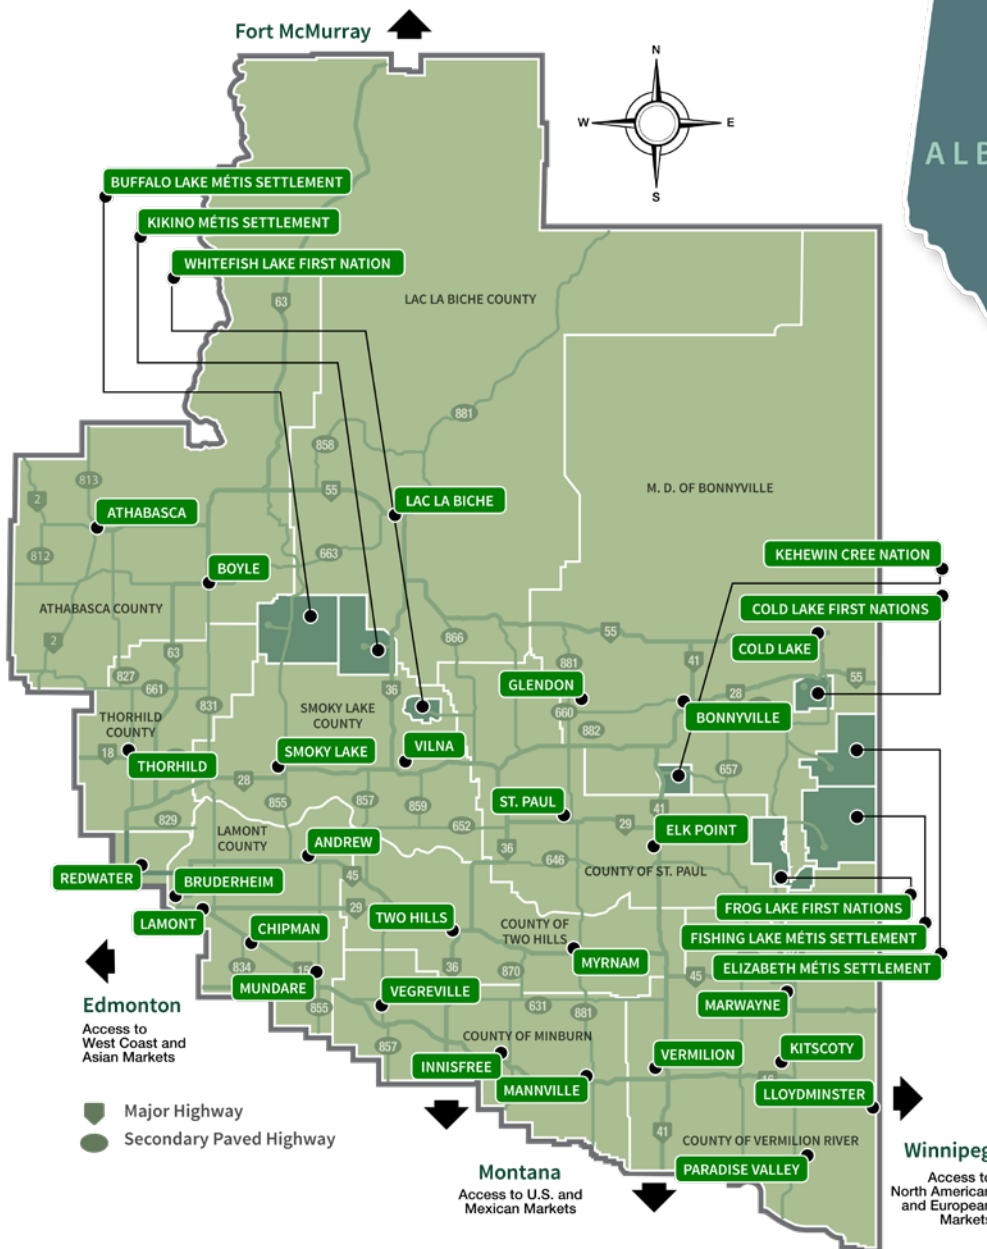 Fort McMurray
N
W
E
S
ALB
BUFFALO LAKE MÉTIS SETTLEMENT
KIKINO MÉTIS SETTLEMENT
WHITEFISH LAKE FIRST NATION
63
LAC LA BICHE COUNTY
881
858
813
2
55
LAC LA BICHE
M. D. OF BONNYVILLE
ATHABASCA
812
663
KEHEWIN CREE NATION
BOYLE
ATHABASCA COUNTY
COLD LAKE FIRST NATIONS
2
63
866
55
COLD LAKE
881
41
827
661
36
GLENDON
28
55
831
SMOKY LAKE
COUNTY
660
BONNYVILLE
THORHILD
COUNTY
882
18
THORHILD
SMOKY LAKE
VILNA
28
657
855
857
859
ST. PAUL
41
829
LAMONT
COUNTY
652
29
ELK POINT
ANDREW
36
646
COUNTY OF ST. PAUL
REDWATER
BRUDERHEIM
45
29
LAMONT
CHIPMAN
TWO HILLS
COUNTY OF
TWO HILLS
FROG LAKE FIRST NATIONS
FISHING LAKE MÉTIS SETTLEMENT
MYRNAM
ELIZABETH MÉTIS SETTLEMENT
834
15
36
870
45
MUNDARE
VEGREVILLE
MARWAYNE
855
631
881
Edmonton
Access to
West Coast and
Asian Markets
857
COUNTY OF MINBURN
INNISFREE
VERMILION
KITSCOTY
MANNVILLE
LLOYDMINSTER
Major Highway
Secondary Paved Highway
41
COUNTY OF VERMILION RIVER
PARADISE VALLEY
Montana
Access to U.S. and
Mexican Markets
Winnipeg
Access to
North American
and European
Markets